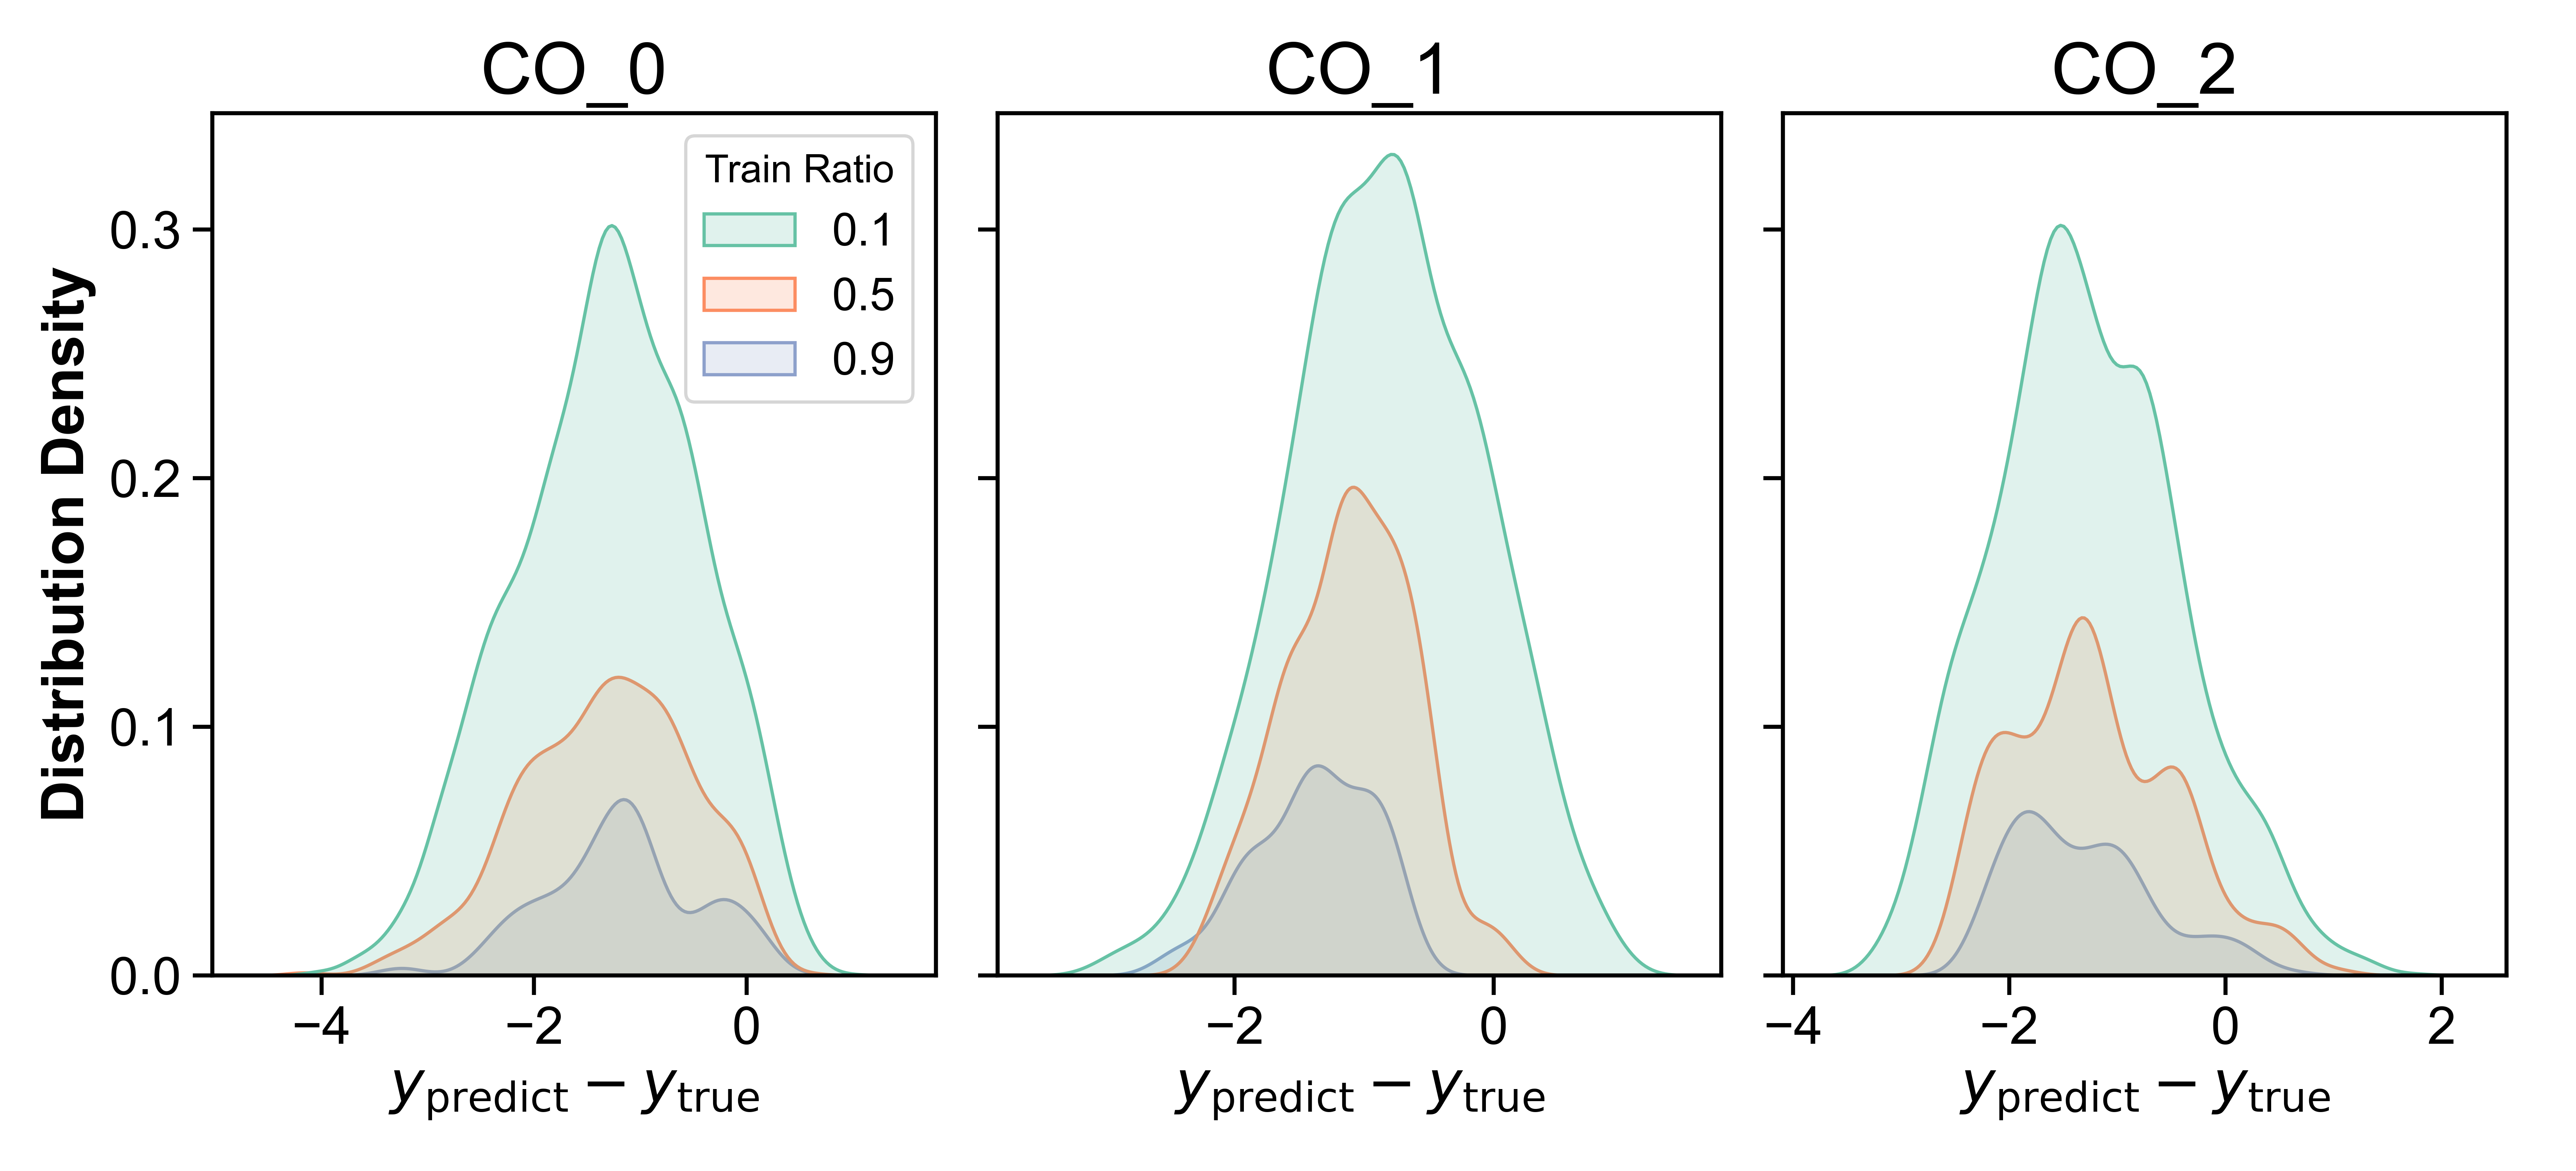 CO_0
CO_1
CO_2
Train Ratio
0.1
0.5
0.9
Distribution Density
0.3
0.2
0.1
0.0
−4
−2
0
−2
0
−4
−2
0
2
y_predict − y_true
y_predict − y_true
y_predict − y_true